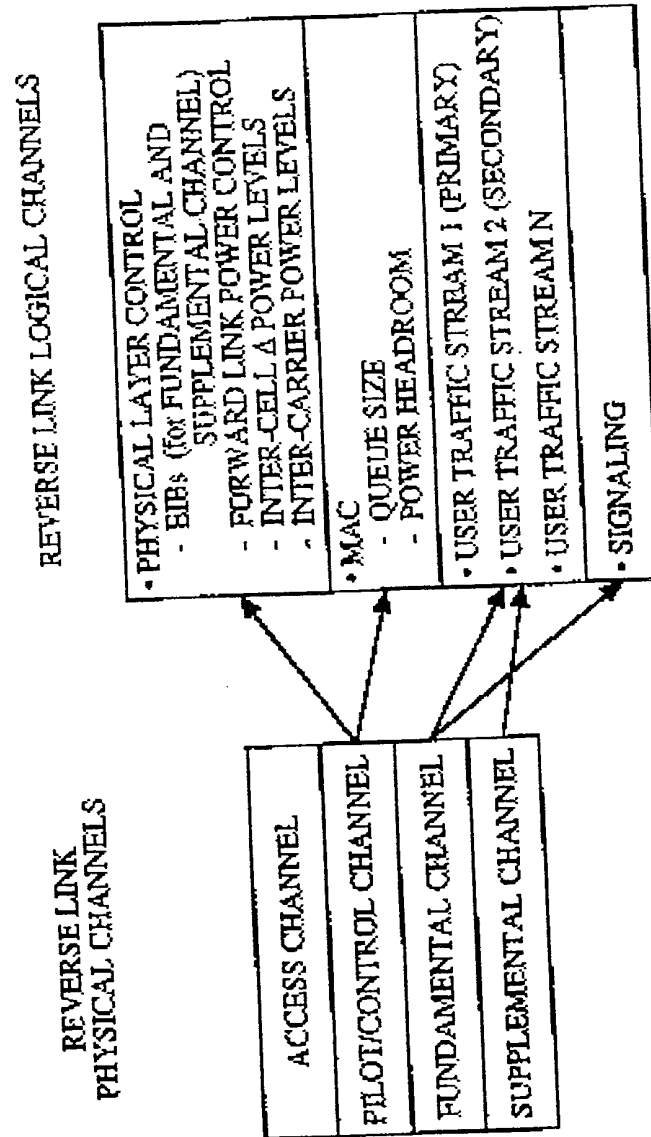 REVERSE LINK
PHYSICAL CHANNELS
ACCESS CHANNEL
PILOT/CONTROL CHANNEL
FUNDAMENTAL CHANNEL
SUPPLEMENTAL CHANNEL
REVERSE LINK LOGICAL CHANNELS
• PHYSICAL LAYER CONTROL
- EIBs (for FUNDAMENTAL AND
SUPPLEMENTAL CHANNEL)
- FORWARD LINK POWER CONTROL
- INTER-CELL Δ POWER LEVELS
- INTER-CARRIER POWER LEVELS
• MAC
- QUEUE SIZE
- POWER HEADROOM
• USER TRAFFIC STREAM 1 (PRIMARY)
• USER TRAFFIC STREAM 2 (SECONDARY)
• USER TRAFFIC STREAM N
• SIGNALING